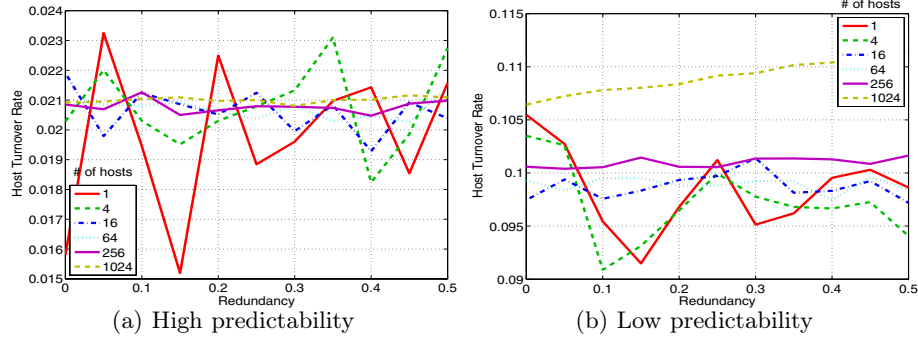 0.024
0.023
0.022
0.021
0.02
0.019
0.018
0.017
0.016
0.015
Host Turnover Rate
# of hosts
1
4
16
64
256
1024
0 0.1 0.2 0.3 0.4 0.5
Redundancy
(a) High predictability
0.115
0.11
0.105
0.1
0.095
0.09
Host Turnover Rate
# of hosts
1
4
16
64
256
1024
0 0.1 0.2 0.3 0.4 0.5
Redundancy
(b) Low predictability